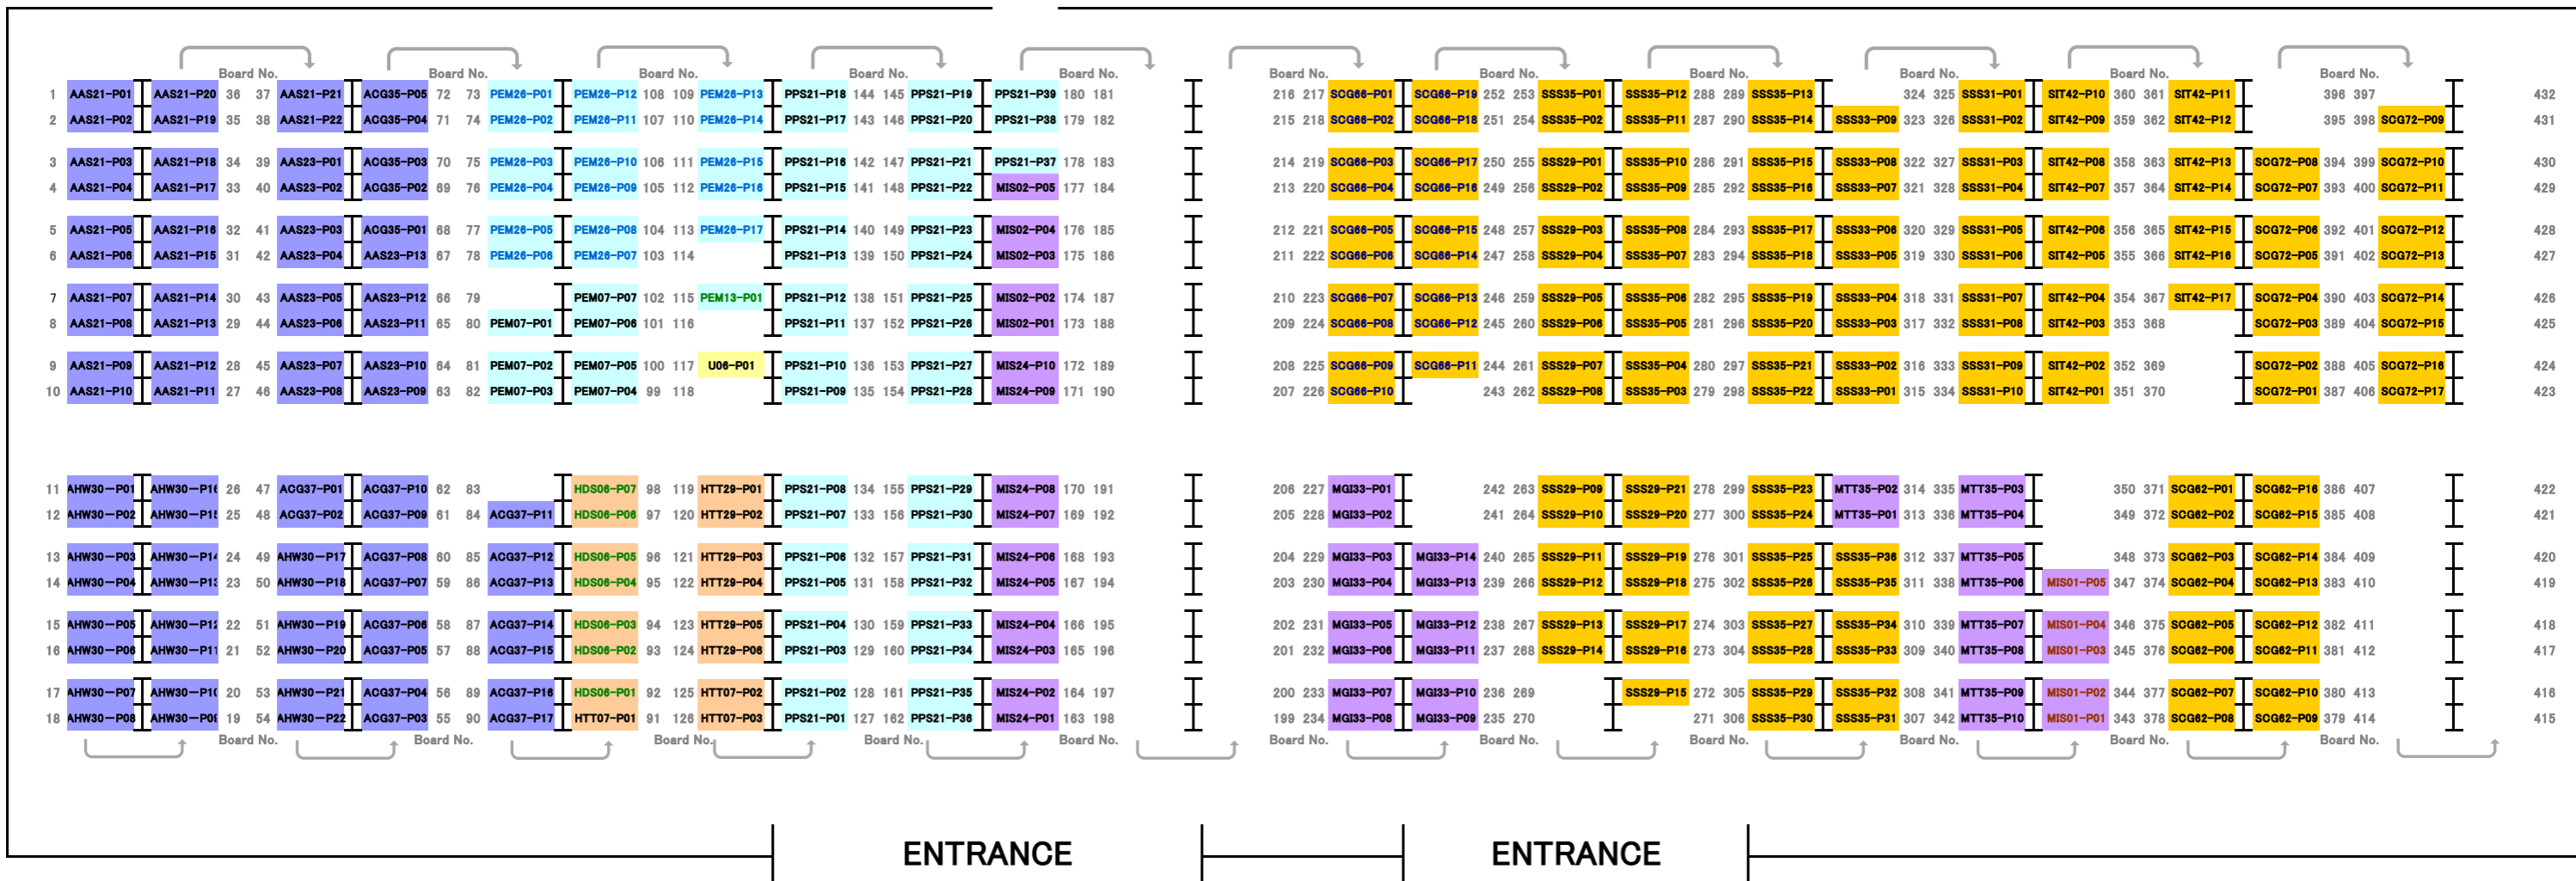 Board No. Board No. Board No. Board No. Board No. Board No. Board No. Board No. Board No. Board No. Board No.
1 AAS21-P01 AAS21-P20 36 37 AAS21-P21 ACG35-P05 72 73 PEM26-P01 PEM26-P12 108 109 PEM26-P13 PPS21-P18 144 145 PPS21-P19 PPS21-P39 180 181 216 217 SCG66-P01 SCG66-P19 252 253 SSS35-P01 SSS35-P12 288 289 SSS35-P13 324 325 SSS31-P01 SIT42-P10 360 361 SIT42-P11 396 397 432
2 AAS21-P02 AAS21-P19 35 38 AAS21-P22 ACG35-P04 71 74 PEM26-P02 PEM26-P11 107 110 PEM26-P14 PPS21-P17 143 146 PPS21-P20 PPS21-P38 179 182 215 218 SCG66-P02 SCG66-P18 251 254 SSS35-P02 SSS35-P11 287 290 SSS35-P14 SSS33-P09 323 326 SSS31-P02 SIT42-P09 359 362 SIT42-P12 395 398 SCG72-P09 431
3 AAS21-P03 AAS21-P18 34 39 AAS23-P01 ACG35-P03 70 75 PEM26-P03 PEM26-P10 106 111 PEM26-P15 PPS21-P16 142 147 PPS21-P21 PPS21-P37 178 183 214 219 SCG66-P03 SCG66-P17 250 255 SSS29-P01 SSS35-P10 286 291 SSS35-P15 SSS33-P08 322 327 SSS31-P03 SIT42-P08 358 363 SIT42-P13 SCG72-P08 394 399 SCG72-P10 430
4 AAS21-P04 AAS21-P17 33 40 AAS23-P02 ACG35-P02 69 76 PEM26-P04 PEM26-P09 105 112 PEM26-P16 PPS21-P15 141 148 PPS21-P22 MIS02-P05 177 184 213 220 SCG66-P04 SCG66-P16 249 256 SSS29-P02 SSS35-P09 285 292 SSS35-P16 SSS33-P07 321 328 SSS31-P04 SIT42-P07 357 364 SIT42-P14 SCG72-P07 393 400 SCG72-P11 429
5 AAS21-P05 AAS21-P16 32 41 AAS23-P03 ACG35-P01 68 77 PEM26-P05 PEM26-P08 104 113 PEM26-P17 PPS21-P14 140 149 PPS21-P23 MIS02-P04 176 185 212 221 SCG66-P05 SCG66-P15 248 257 SSS29-P03 SSS35-P08 284 293 SSS35-P17 SSS33-P06 320 329 SSS31-P05 SIT42-P06 356 365 SIT42-P15 SCG72-P06 392 401 SCG72-P12 428
6 AAS21-P06 AAS21-P15 31 42 AAS23-P04 AAS23-P13 67 78 PEM26-P06 PEM26-P07 103 114 PPS21-P13 139 150 PPS21-P24 MIS02-P03 175 186 211 222 SCG66-P06 SCG66-P14 247 258 SSS29-P04 SSS35-P07 283 294 SSS35-P18 SSS33-P05 319 330 SSS31-P06 SIT42-P05 355 366 SIT42-P16 SCG72-P05 391 402 SCG72-P13 427
7 AAS21-P07 AAS21-P14 30 43 AAS23-P05 AAS23-P12 66 79 PEM07-P07 102 115 PEM13-P01 PPS21-P12 138 151 PPS21-P25 MIS02-P02 174 187 210 223 SCG66-P07 SCG66-P13 246 259 SSS29-P05 SSS35-P06 282 295 SSS35-P19 SSS33-P04 318 331 SSS31-P07 SIT42-P04 354 367 SIT42-P17 SCG72-P04 390 403 SCG72-P14 426
8 AAS21-P08 AAS21-P13 29 44 AAS23-P06 AAS23-P11 65 80 PEM07-P01 PEM07-P06 101 116 PPS21-P11 137 152 PPS21-P26 MIS02-P01 173 188 209 224 SCG66-P08 SCG66-P12 245 260 SSS29-P06 SSS35-P05 281 296 SSS35-P20 SSS33-P03 317 332 SSS31-P08 SIT42-P03 353 368 SCG72-P03 389 404 SCG72-P15 425
9 AAS21-P09 AAS21-P12 28 45 AAS23-P07 AAS23-P10 64 81 PEM07-P02 PEM07-P05 100 117 U06-P01 PPS21-P10 136 153 PPS21-P27 MIS24-P10 172 189 208 225 SCG66-P09 SCG66-P11 244 261 SSS29-P07 SSS35-P04 280 297 SSS35-P21 SSS33-P02 316 333 SSS31-P09 SIT42-P02 352 369 SCG72-P02 388 405 SCG72-P16 424
10 AAS21-P10 AAS21-P11 27 46 AAS23-P08 AAS23-P09 63 82 PEM07-P03 PEM07-P04 99 118 PPS21-P09 135 154 PPS21-P28 MIS24-P09 171 190 207 226 SCG66-P10 243 262 SSS29-P08 SSS35-P03 279 298 SSS35-P22 SSS33-P01 315 334 SSS31-P10 SIT42-P01 351 370 SCG72-P01 387 406 SCG72-P17 423
11 AHW30-P01 26 47 ACG37-P01 ACG37-P10 62 83 HDS06-P07 98 119 HTT29-P01 PPS21-P08 134 155 PPS21-P29 MIS24-P08 170 191 206 227 MGI33-P01 242 263 SSS29-P09 SSS29-P21 278 299 SSS35-P23 MTT35-P02 314 335 MTT35-P03 350 371 SCG62-P01 SCG62-P16 386 407 422
12 AHW30-P02 25 48 ACG37-P02 ACG37-P09 61 84 ACG37-P11 HDS06-P06 97 120 HTT29-P02 PPS21-P07 133 156 PPS21-P30 MIS24-P07 169 192 205 228 MGI33-P02 241 264 SSS29-P10 SSS29-P20 277 300 SSS35-P24 MTT35-P01 313 336 MTT35-P04 349 372 SCG62-P02 SCG62-P15 385 408 421
13 AHW30-P03 24 49 AHW30-P17 ACG37-P08 60 85 ACG37-P12 HDS06-P05 96 121 HTT29-P03 PPS21-P06 132 157 PPS21-P31 MIS24-P06 168 193 204 229 MGI33-P03 MGI33-P14 240 265 SSS29-P11 SSS29-P19 276 301 SSS35-P25 SSS35-P36 312 337 MTT35-P05 348 373 SCG62-P03 SCG62-P14 384 409 420
14 AHW30-P04 23 50 AHW30-P18 ACG37-P07 59 86 ACG37-P13 HDS06-P04 95 122 HTT29-P04 PPS21-P05 131 158 PPS21-P32 MIS24-P05 167 194 203 230 MGI33-P04 MGI33-P13 239 266 SSS29-P12 SSS29-P18 275 302 SSS35-P26 SSS35-P35 311 338 MTT35-P06 MIS01-P05 347 374 SCG62-P04 SCG62-P13 383 410 419
15 AHW30-P05 22 51 AHW30-P19 ACG37-P06 58 87 ACG37-P14 HDS06-P03 94 123 HTT29-P05 PPS21-P04 130 159 PPS21-P33 MIS24-P04 166 195 202 231 MGI33-P05 MGI33-P12 238 267 SSS29-P13 SSS29-P17 274 303 SSS35-P27 SSS35-P34 310 339 MTT35-P07 MIS01-P04 346 375 SCG62-P05 SCG62-P12 382 411 418
16 AHW30-P06 AHW30-P11 21 52 AHW30-P20 ACG37-P05 57 88 ACG37-P15 HDS06-P02 93 124 HTT29-P06 PPS21-P03 129 160 PPS21-P34 MIS24-P03 165 196 201 232 MGI33-P06 MGI33-P11 237 268 SSS29-P14 SSS29-P16 273 304 SSS35-P28 SSS35-P33 309 340 MTT35-P08 MIS01-P03 345 376 SCG62-P06 SCG62-P11 381 412 417
17 AHW30-P07 20 53 AHW30-P21 ACG37-P04 56 89 ACG37-P16 HDS06-P01 92 125 HTT07-P02 PPS21-P02 128 161 PPS21-P35 MIS24-P02 164 197 200 233 MGI33-P07 MGI33-P10 236 269 SSS29-P15 272 305 SSS35-P29 SSS35-P32 308 341 MTT35-P09 MIS01-P02 344 377 SCG62-P07 SCG62-P10 380 413 416
18 AHW30-P08 19 54 AHW30-P22 ACG37-P03 55 90 ACG37-P17 HTT07-P01 91 126 HTT07-P03 PPS21-P01 127 162 PPS21-P36 MIS24-P01 163 198 199 234 MGI33-P08 MGI33-P09 235 270 271 306 SSS35-P30 SSS35-P31 307 342 MTT35-P10 MIS01-P01 343 378 SCG62-P08 SCG62-P09 379 414 415
Board No. Board No. Board No. Board No. Board No. Board No. Board No. Board No. Board No. Board No. Board No.
ENTRANCE ENTRANCE